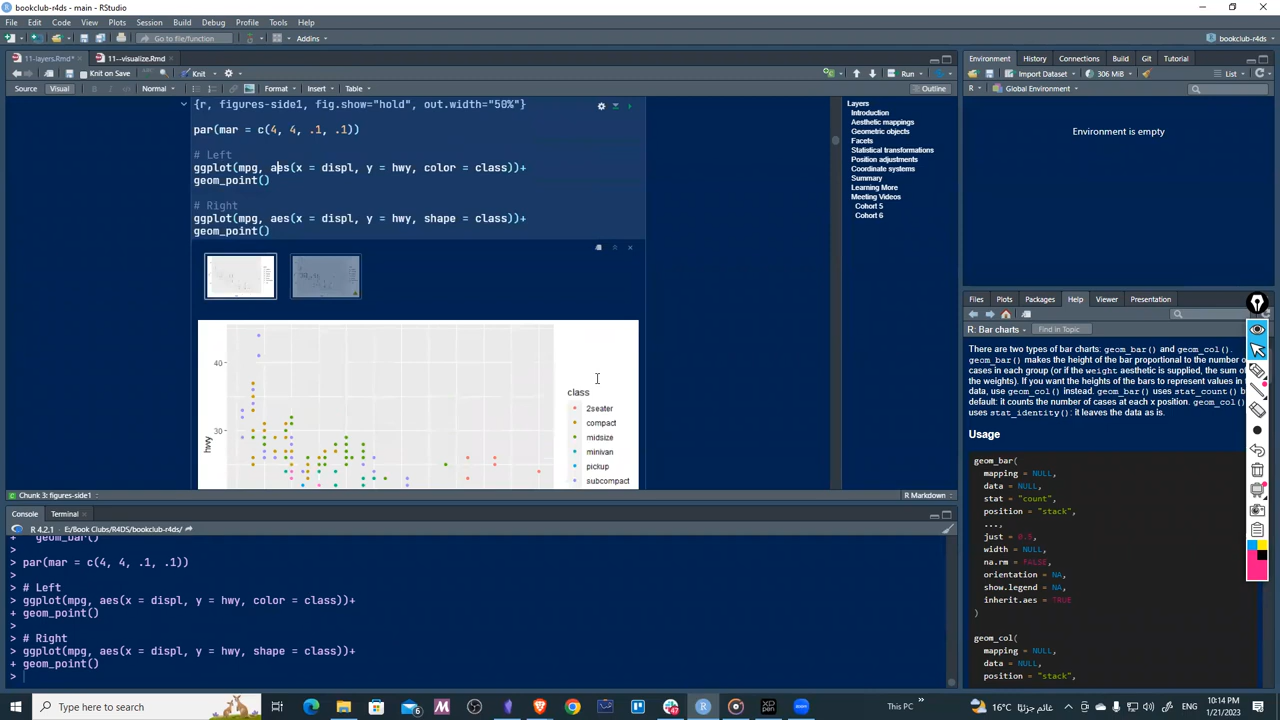 bookclub-r4ds - main - RStudio
File Edit Code View Plots Session Build Debug Profile Tools Help
Go to file/function Addins bookclub-r4ds
11-layers.Rmd* 11--visualize.Rmd
Knit on Save Knit Run
Source Visual B I Normal Format Insert Table Outline
{r, figures-side1, fig.show="hold", out.width="50%"}
par(mar = c(4, 4, .1, .1))
# Left
ggplot(mpg, aes(x = displ, y = hwy, color = class))+
geom_point()
# Right
ggplot(mpg, aes(x = displ, y = hwy, shape = class))+
geom_point()
40
30
hwy
class
2seater
compact
midsize
minivan
pickup
subcompact
Layers
Introduction
Aesthetic mappings
Geometric objects
Facets
Statistical transformations
Position adjustments
Coordinate systems
Summary
Learning More
Meeting Videos
Cohort 5
Cohort 6
Chunk 3: figures-side1 R Markdown
Console Terminal
R 4.2.1 · E:/Book Clubs/R4DS/bookclub-r4ds/
+ geom_bar()
>
> par(mar = c(4, 4, .1, .1))
>
> # Left
> ggplot(mpg, aes(x = displ, y = hwy, color = class))+
+ geom_point()
>
> # Right
> ggplot(mpg, aes(x = displ, y = hwy, shape = class))+
+ geom_point()
>
Environment History Connections Build Git Tutorial
Import Dataset 306 MiB List
R Global Environment
Environment is empty
Files Plots Packages Help Viewer Presentation
R: Bar charts Find in Topic
There are two types of bar charts: geom_bar() and geom_col().
geom_bar() makes the height of the bar proportional to the number of
cases in each group (or if the weight aesthetic is supplied, the sum of
the weights). If you want the heights of the bars to represent values in
data, use geom_col() instead. geom_bar() uses stat_count() b
default: it counts the number of cases at each x position. geom_col(
uses stat_identity(): it leaves the data as is.
Usage
geom_bar(
mapping = NULL,
data = NULL,
stat = "count",
position = "stack",
...,
just = 0.5,
width = NULL,
na.rm = FALSE,
orientation = NA,
show.legend = NA,
inherit.aes = TRUE
)
geom_col(
mapping = NULL,
data = NULL,
position = "stack",
Type here to search
This PC
16°C غائم جزئيًا
10:14 PM
1/21/2023